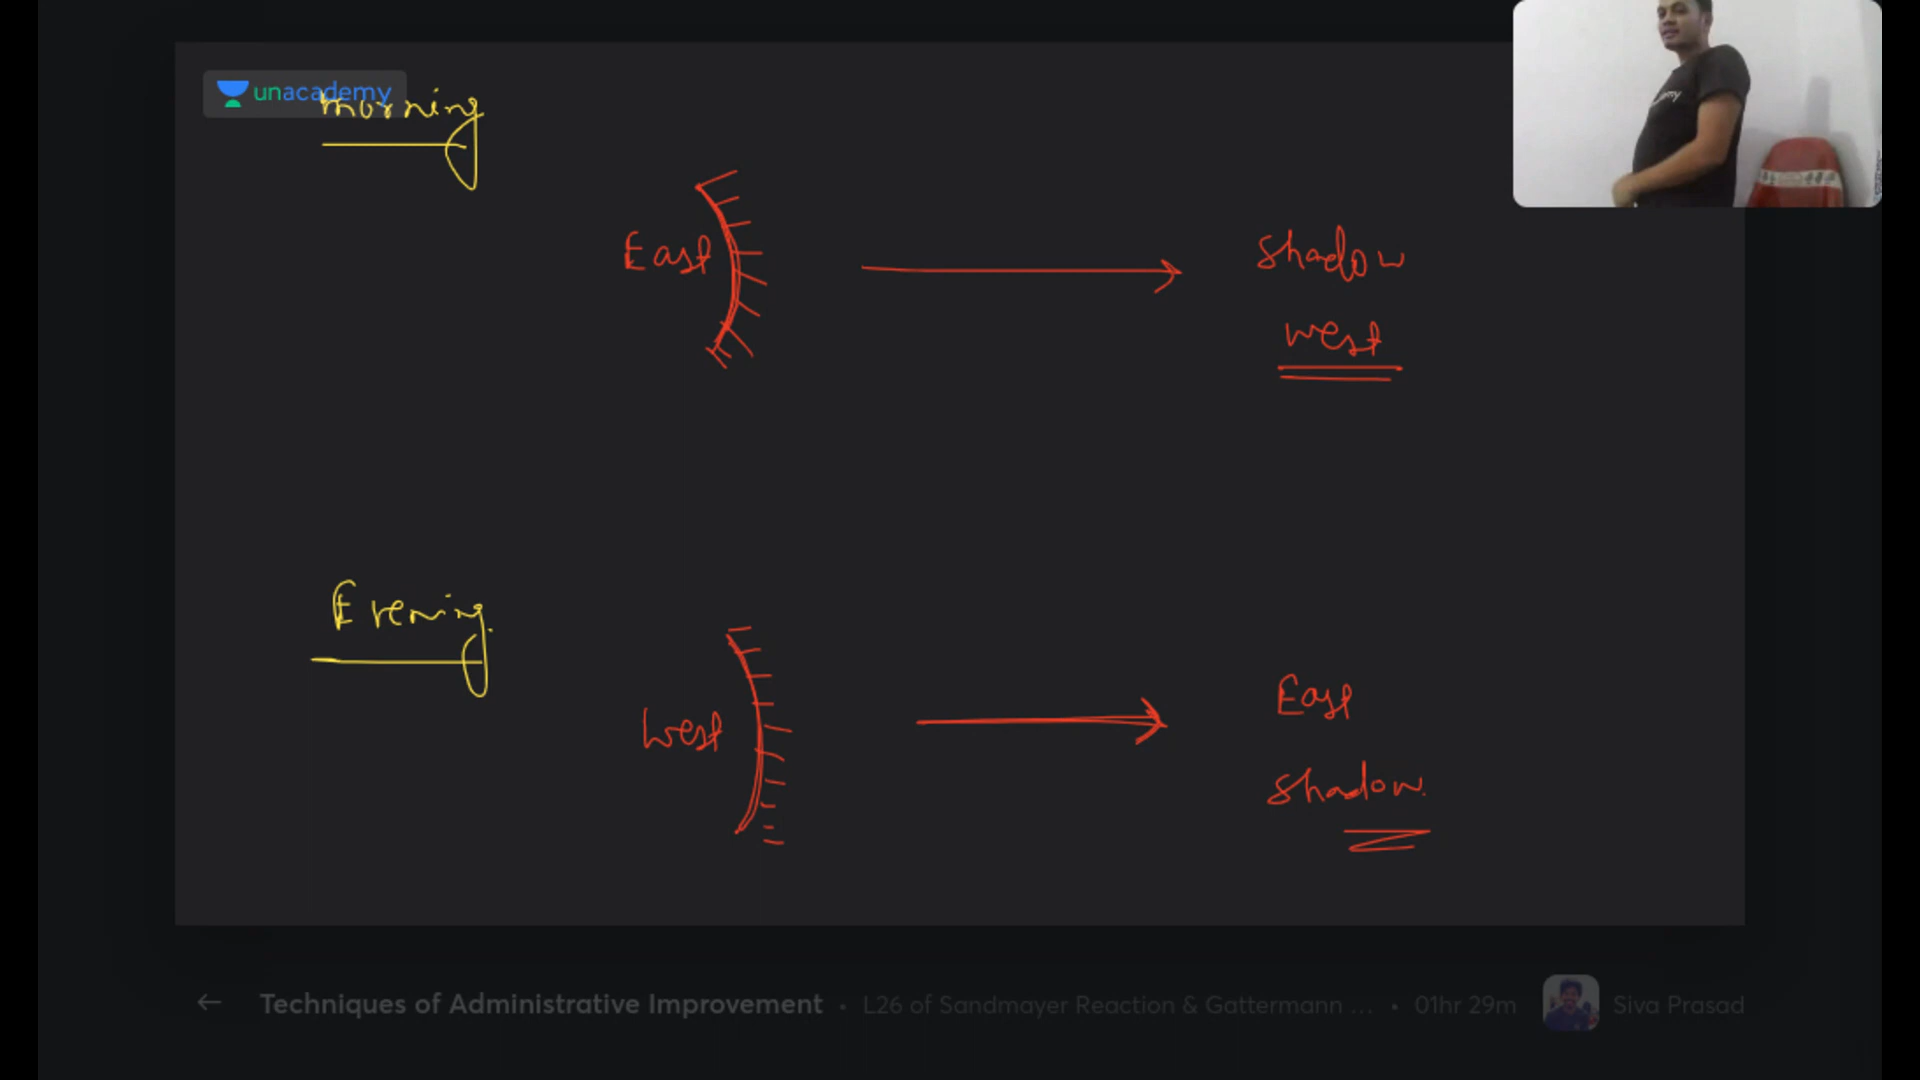 unacademy
morning
East
Shadow
west
Evening
West
East
Shadow
Techniques of Administrative Improvement • L26 of Sandmayer Reaction & Gattermann ... • 01hr 29m Siva Prasad